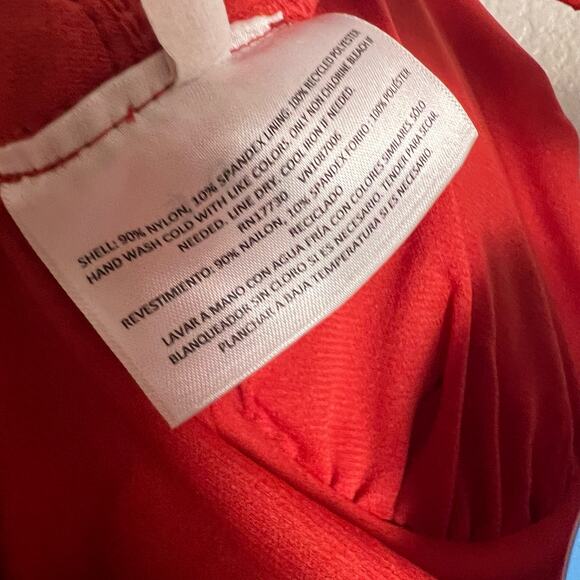 SHELL: 90% NYLON, 10% SPANDEX LINING: 100% RECYCLED POLYESTER
HAND WASH COLD WITH LIKE COLORS. ONLY NON CHLORINE BLEACH IF
NEEDED. LINE DRY. COOL IRON IF NEEDED.
RN17730 VN1087006
REVESTIMIENTO: 90% NAILON, 10% SPANDEX FORRO - 100% POLIÉSTER
RECICLADO
LAVAR A MANO CON AGUA FRÍA CON COLORES SIMILARES, SÓLO
BLANQUEADOR SIN CLORO SI ES NECESARIO. TENDER PARA SECAR.
PLANCHAR A BAJA TEMPERATURA SI ES NECESARIO.